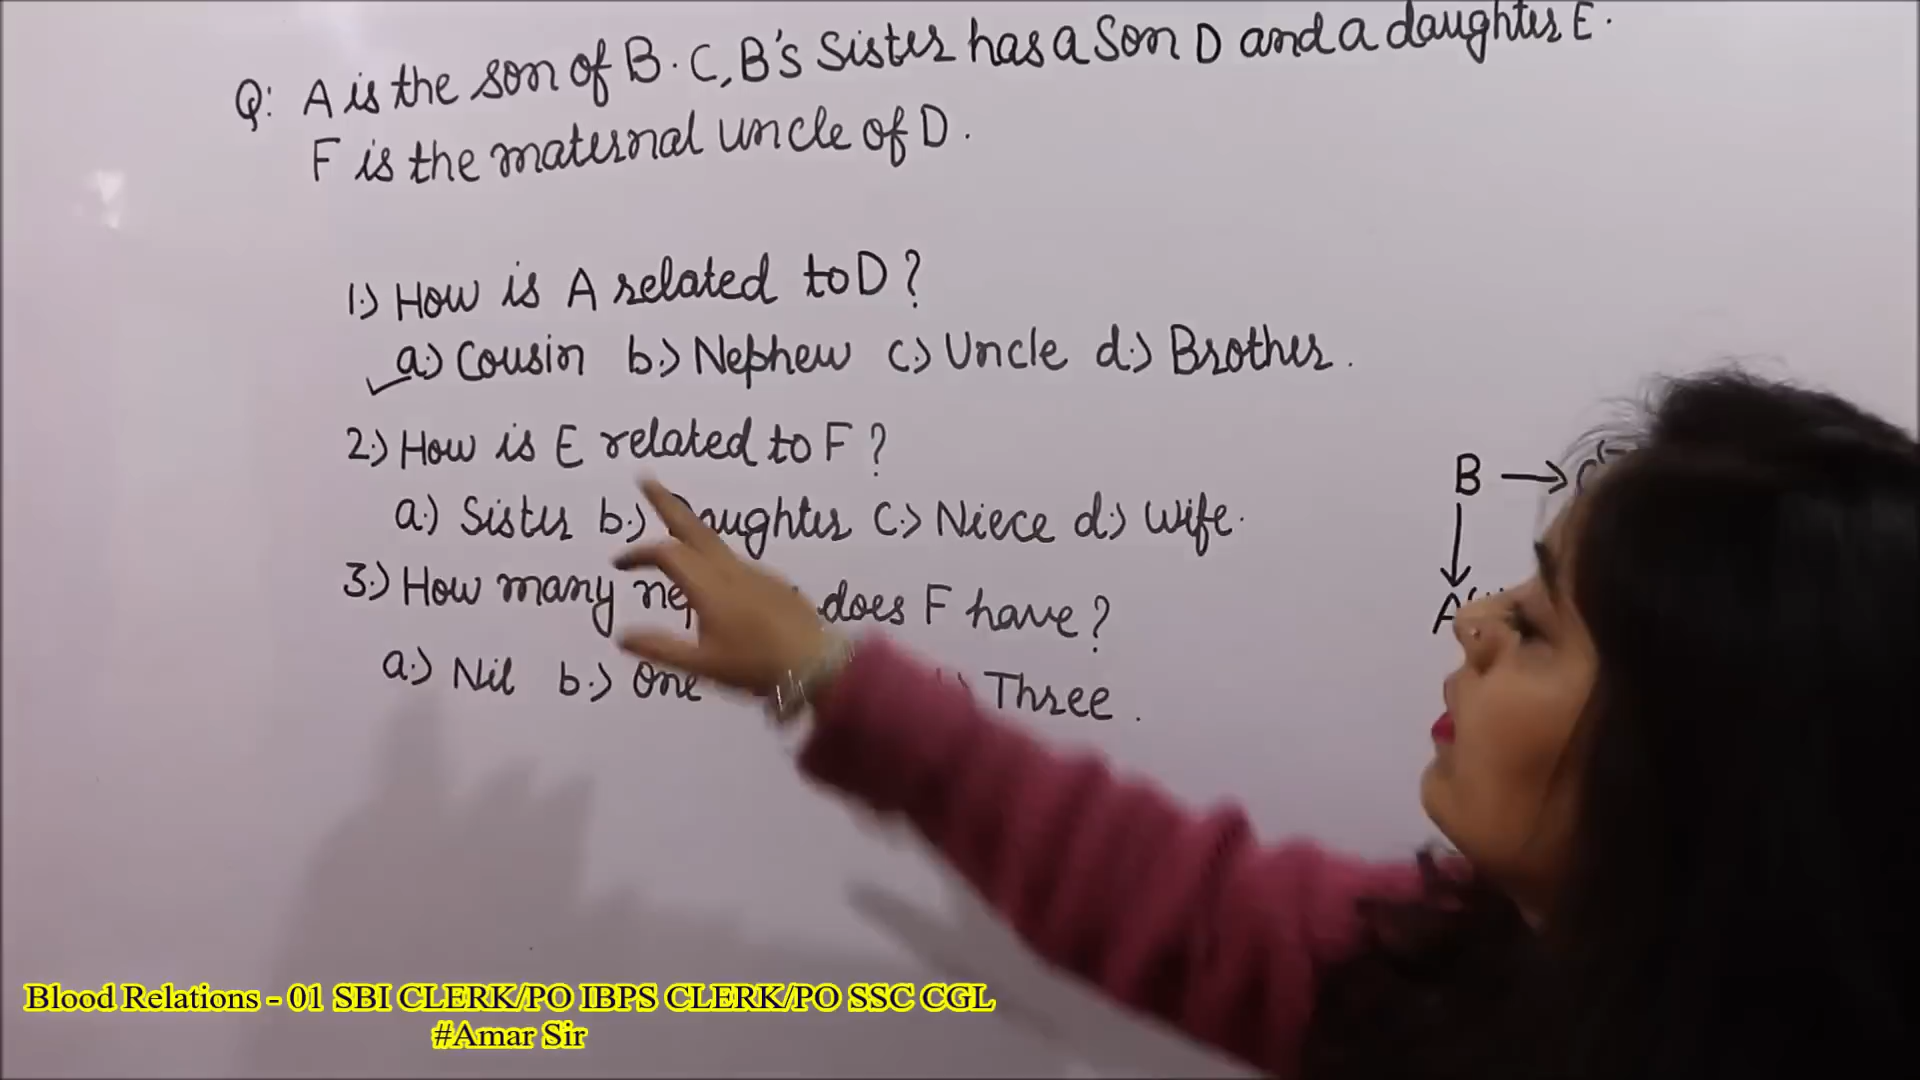 Q: A is the son of B. C, B's Sister has a Son D and a daughter E.
F is the maternal uncle of D.
1.) How is A related to D?
a.) Cousin b.) Nephew c.) Uncle d.) Brother.
2.) How is E related to F?
a.) Sister b.) Daughter c.) Niece d.) Wife.
3.) How many does F have?
a.) Nil b.) One Three.
B → C
A
Blood Relations - 01 SBI CLERK/PO IBPS CLERK/PO SSC CGL
#Amar Sir